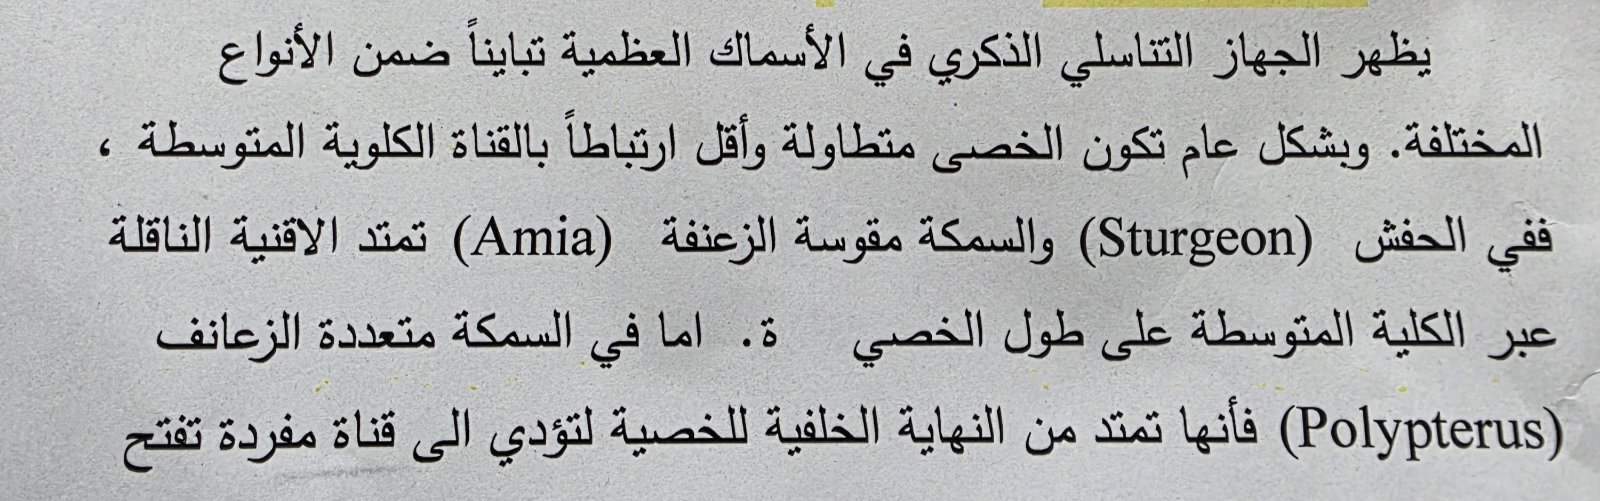 يظهر الجهاز التناسلي الذكري في الأسماك العظمية تبايناً ضمن الأنواع
المختلفة. وبشكل عام تكون الخصى متطاولة وأقل ارتباطاً بالقناة الكلوية المتوسطة ،
ففي الحفش (Sturgeon) والسمكة مقوسة الزعنفة (Amia) تمتد الاقنية الناقلة
عبر الكلية المتوسطة على طول الخصي ة. اما في السمكة متعددة الزعانف
(Polypterus) فأنها تمتد من النهاية الخلفية للخصية لتؤدي الى قناة مفردة تفتح